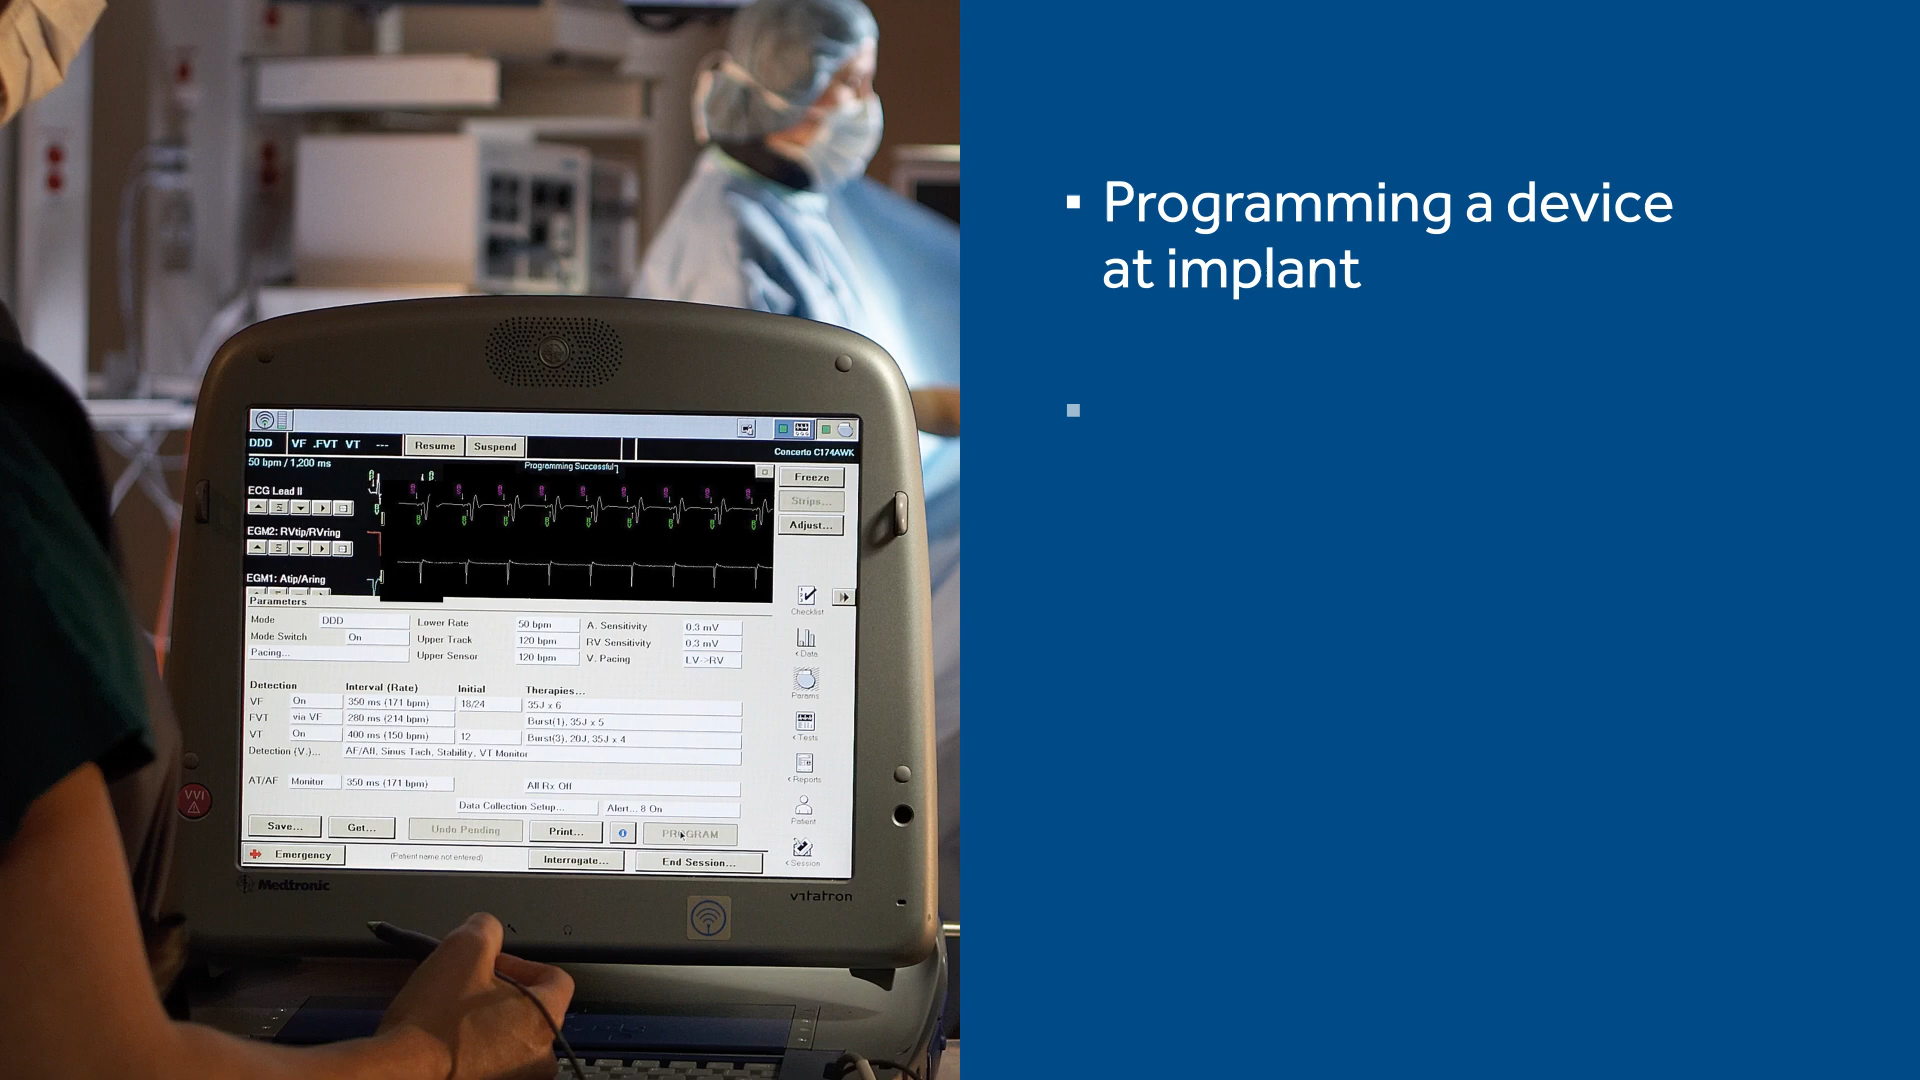 DDD VF .FVT VT --- Resume Suspend
Concerto C174AWK
50 bpm / 1,200 ms
Programming Successful
Freeze
ECG Lead II
Strips...
Adjust...
EGM2: RVtip/RVring
EGM1: Atip/Aring
Parameters
Mode DDD Lower Rate 50 bpm A. Sensitivity 0.3 mV
Mode Switch On Upper Track 120 bpm RV Sensitivity 0.3 mV
Pacing... Upper Sensor 120 bpm V. Pacing LV->RV
Detection Interval (Rate) Initial Therapies...
VF On 350 ms (171 bpm) 18/24 35J x 6
FVT via VF 280 ms (214 bpm) Burst(1), 35J x 5
VT On 400 ms (150 bpm) 12 Burst(3), 20J, 35J x 4
Detection (V.)... AF/Afl, Sinus Tach, Stability, VT Monitor
AT/AF Monitor 350 ms (171 bpm) All Rx Off
Data Collection Setup... Alert... 8 On
Save... Get... Undo Pending Print... PROGRAM
Emergency (Patient name not entered) Interrogate... End Session...
Checklist
< Data
Params
< Tests
< Reports
Patient
< Session
VVI
Medtronic
vitatron
▪ Programming a device
at implant